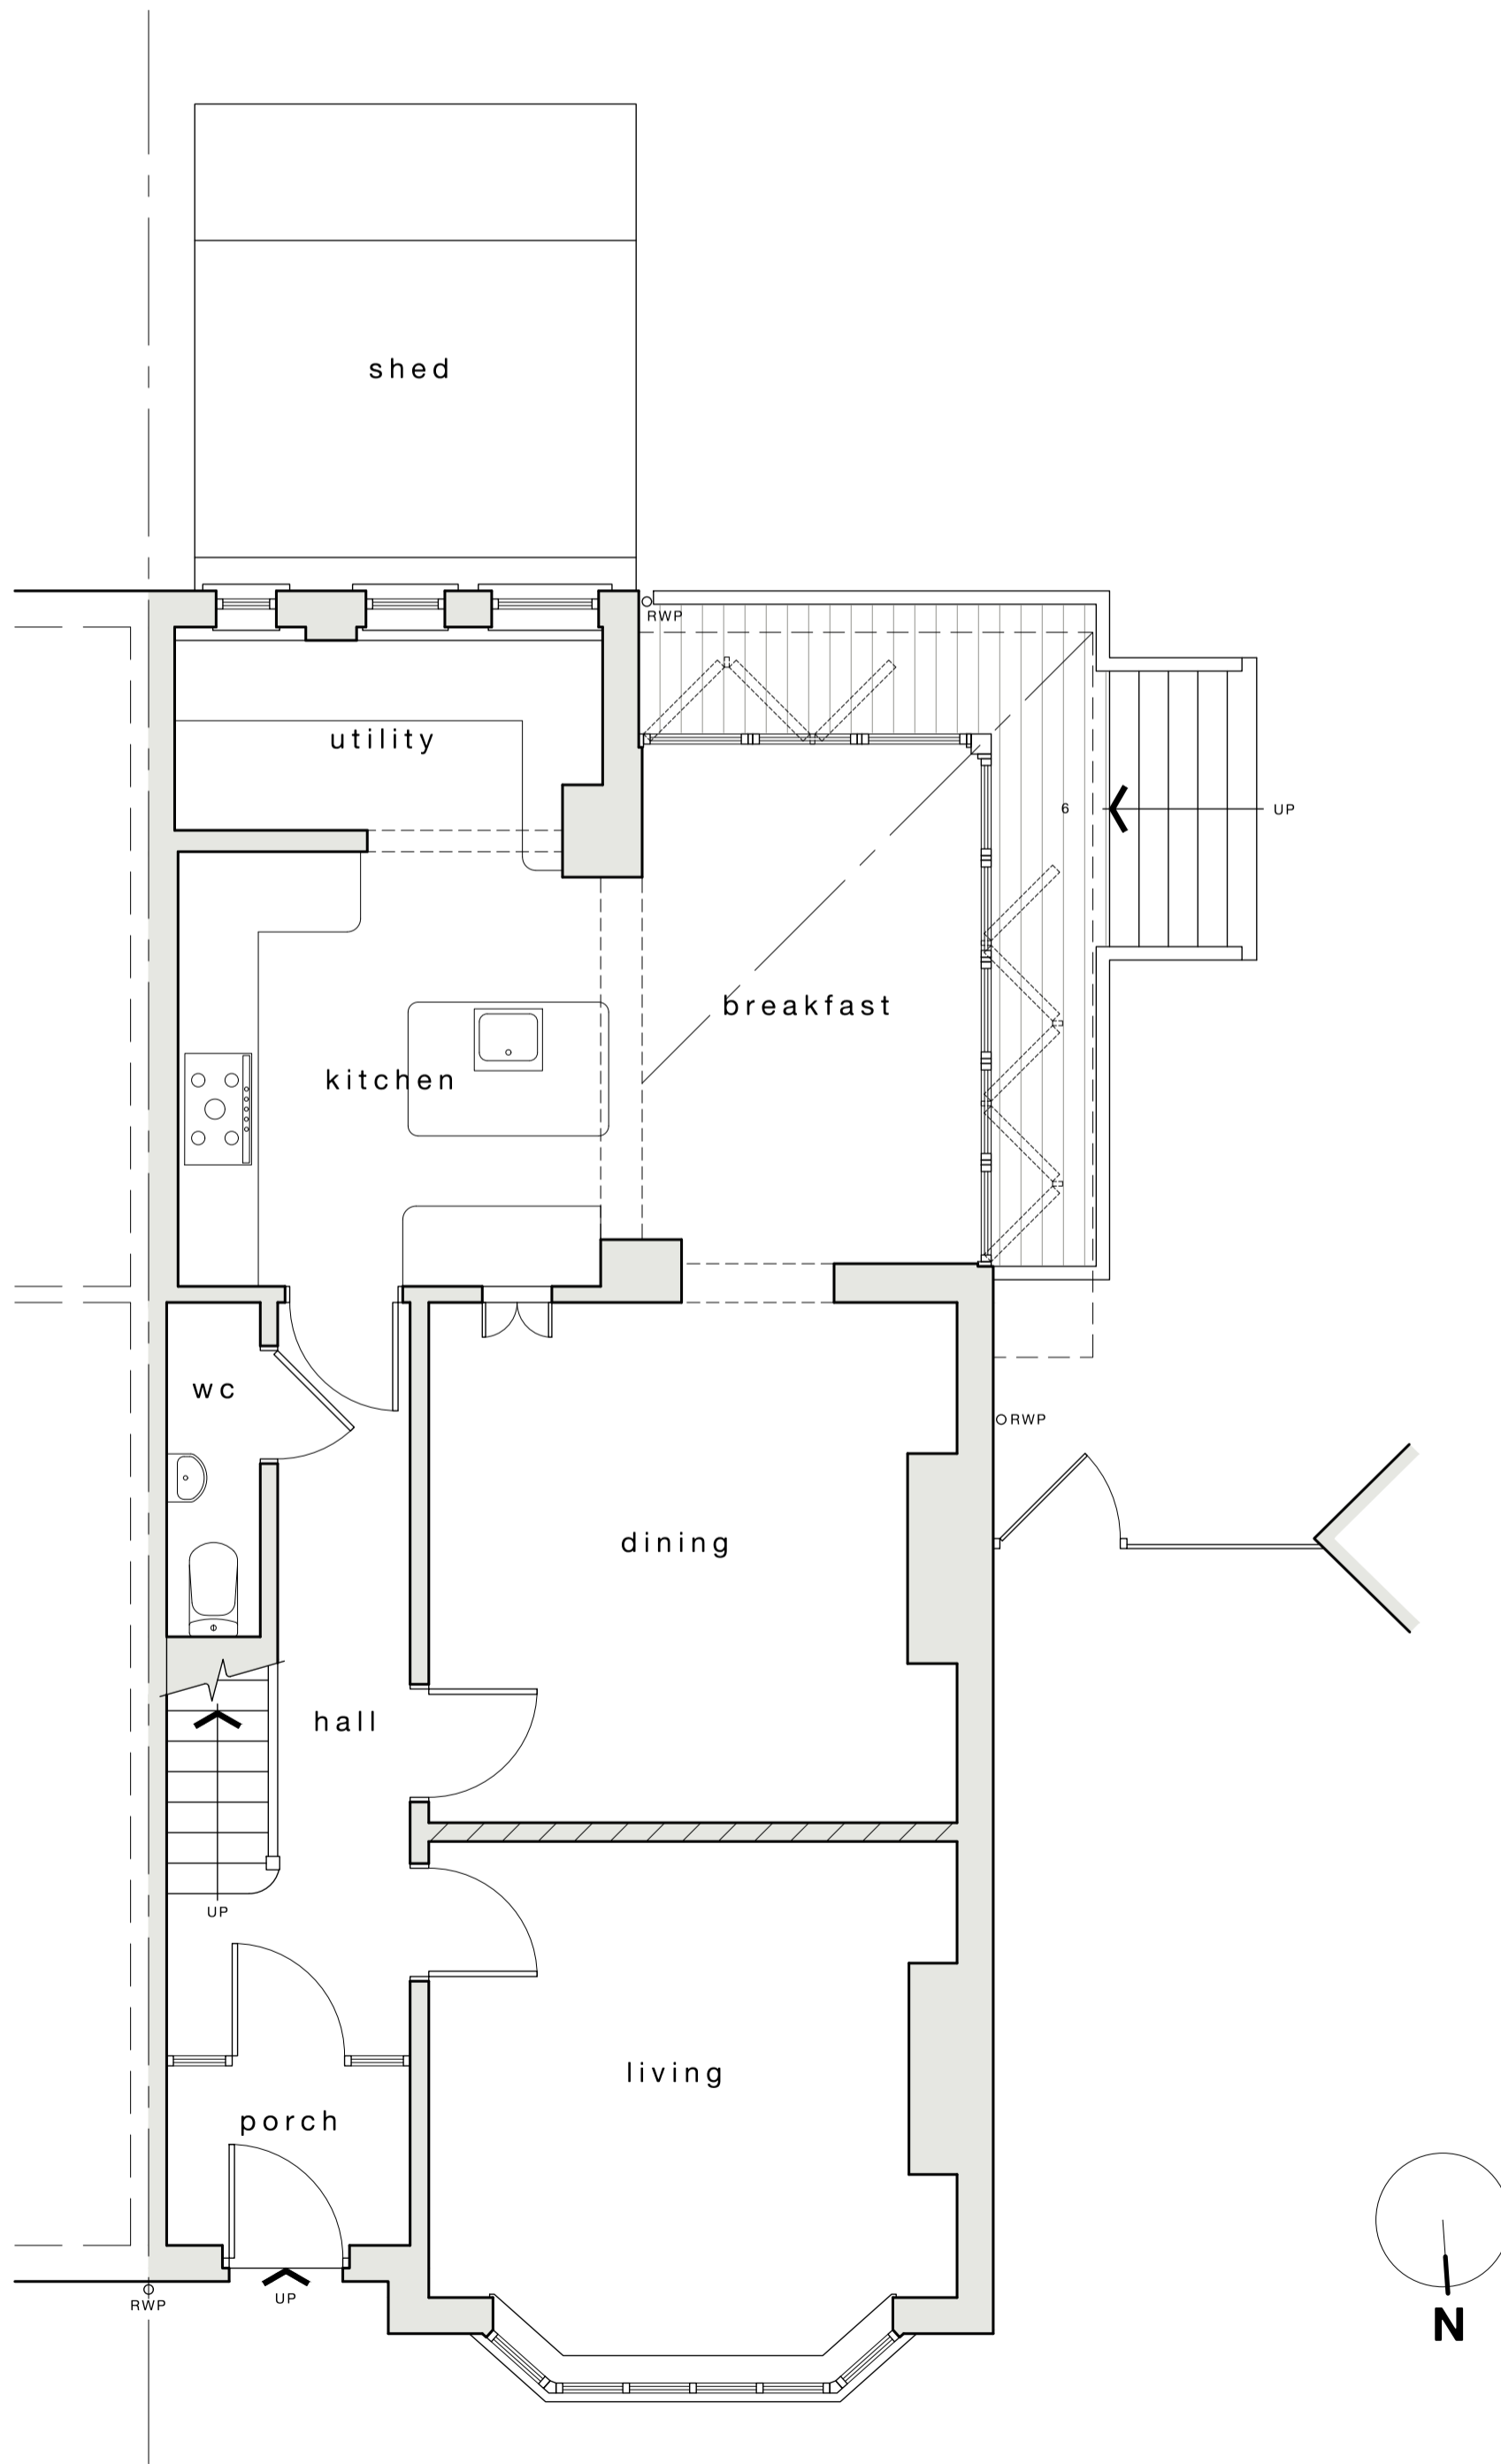 shed
RWP
utility
6
UP
breakfast
kitchen
wc
RWP
dining
hall
UP
living
porch
UP
RWP
N